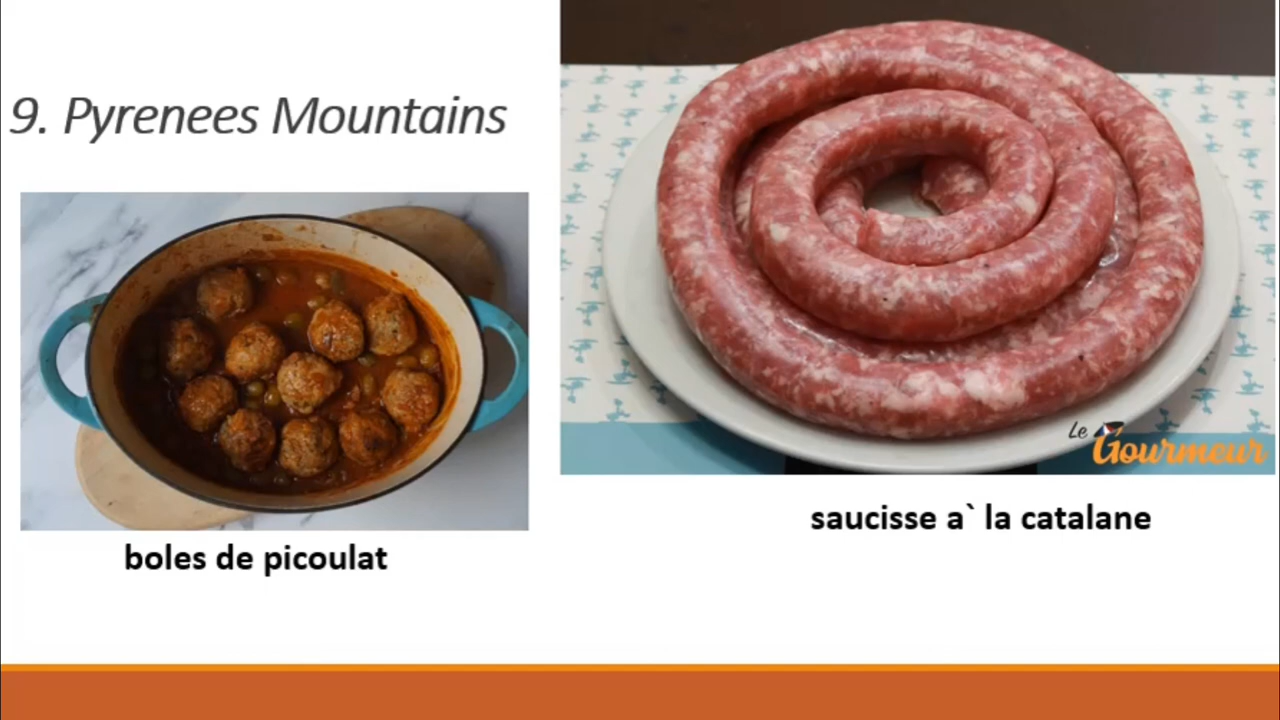 9. Pyrenees Mountains
Le
Gourmeur
boles de picoulat
saucisse a` la catalane